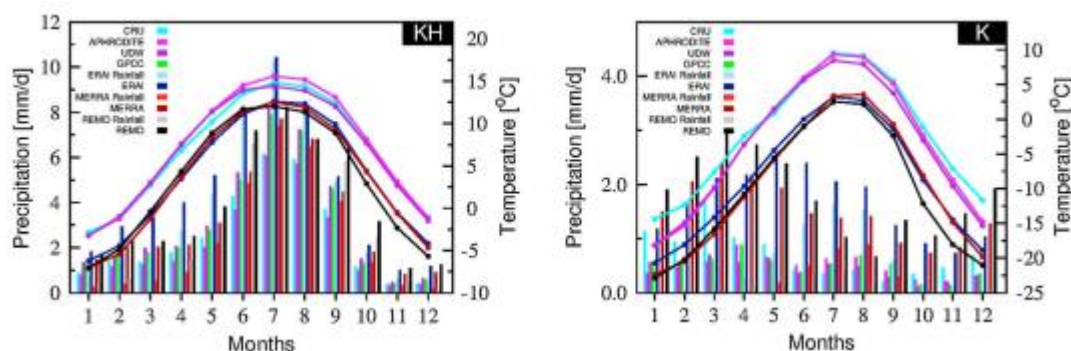 KH
Precipitation [mm/d]
12
10
8
6
4
2
0
CRU
APHRODITE
UDW
GPCC
ERAI Rainfall
ERAI
MERRA Rainfall
MERRA
REMO Rainfall
REMO
20
15
10
5
0
-5
-10
Temperature [°C]
1 2 3 4 5 6 7 8 9 10 11 12
Months
K
Precipitation [mm/d]
4.0
2.0
0.0
CRU
APHRODITE
UDW
GPCC
ERAI Rainfall
ERAI
MERRA Rainfall
MERRA
REMO Rainfall
REMO
10
5
0
-5
-10
-15
-20
-25
Temperature [°C]
1 2 3 4 5 6 7 8 9 10 11 12
Months